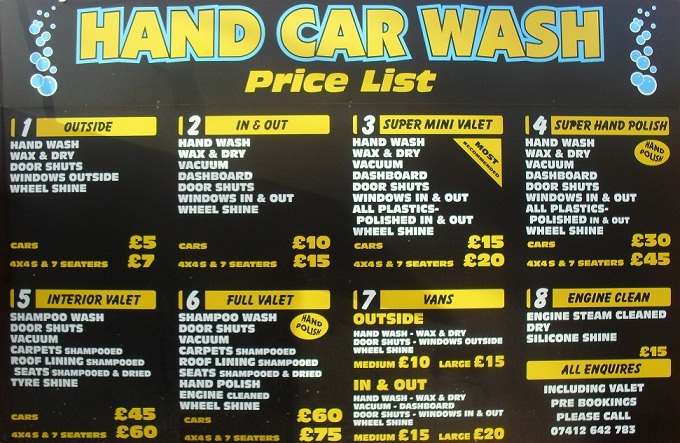 HAND CAR WASH
Price List
1 OUTSIDE
HAND WASH
WAX & DRY
DOOR SHUTS
WINDOWS OUTSIDE
WHEEL SHINE
CARS £5
4X4S & 7 SEATERS £7
2 IN & OUT
HAND WASH
WAX & DRY
VACUUM
DASHBOARD
DOOR SHUTS
WINDOWS IN & OUT
WHEEL SHINE
CARS £10
4X4S & 7 SEATERS £15
3 SUPER MINI VALET
MOST
RECOMMENDED
HAND WASH
WAX & DRY
VACUUM
DASHBOARD
DOOR SHUTS
WINDOWS IN & OUT
ALL PLASTICS-
POLISHED IN & OUT
WHEEL SHINE
CARS £15
4X4S & 7 SEATERS £20
4 SUPER HAND POLISH
HAND
POLISH
HAND WASH
WAX & DRY
VACUUM
DASHBOARD
DOOR SHUTS
WINDOWS IN & OUT
ALL PLASTICS-
POLISHED IN & OUT
WHEEL SHINE
CARS £30
4X4S & 7 SEATERS £45
5 INTERIOR VALET
SHAMPOO WASH
DOOR SHUTS
VACUUM
CARPETS SHAMPOOED
ROOF LINING SHAMPOOED
SEATS SHAMPOOED & DRIED
TYRE SHINE
CARS £45
4X4S & 7 SEATERS £60
6 FULL VALET
HAND
POLISH
SHAMPOO WASH
DOOR SHUTS
VACUUM
CARPETS SHAMPOOED
ROOF LINING SHAMPOOED
SEATS SHAMPOOED & DRIED
HAND POLISH
ENGINE CLEANED
WHEEL SHINE
CARS £60
4X4S & 7 SEATERS £75
7 VANS
OUTSIDE
HAND WASH - WAX & DRY
DOOR SHUTS - WINDOWS OUTSIDE
WHEEL SHINE
MEDIUM £10 LARGE £15
IN & OUT
HAND WASH - WAX & DRY
VACUUM - DASHBOARD
DOOR SHUTS - WINDOWS IN & OUT
WHEEL SHINE
MEDIUM £15 LARGE £20
8 ENGINE CLEAN
ENGINE STEAM CLEANED
DRY
SILICONE SHINE
£15
ALL ENQUIRES
INCLUDING VALET
PRE BOOKINGS
PLEASE CALL
07412 642 783